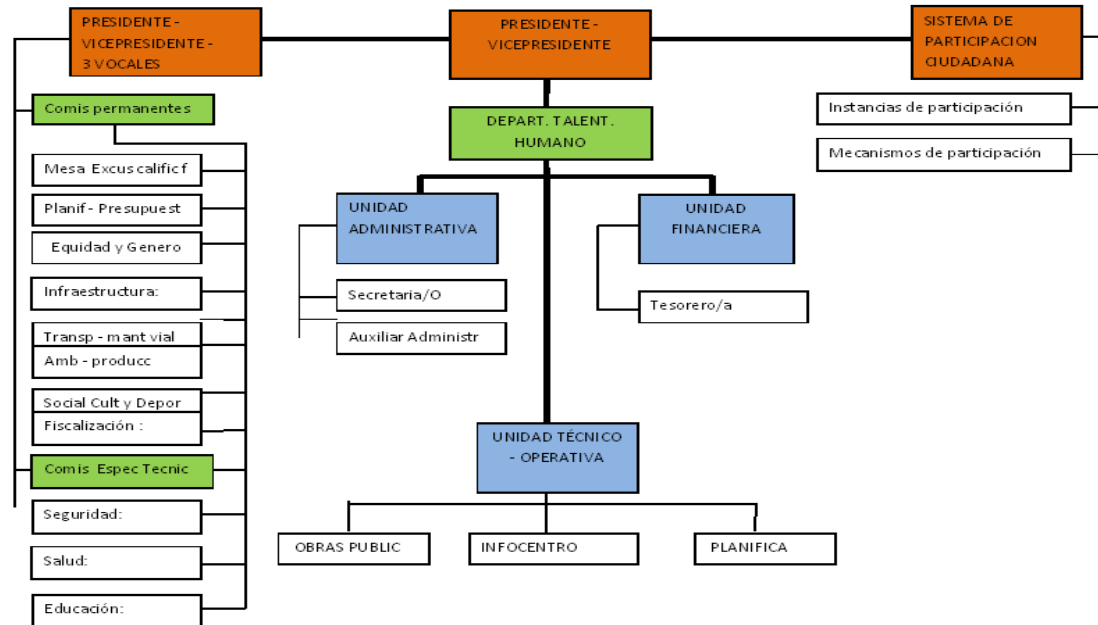 PRESIDENTE -
VICEPRESIDENTE -
3 VOCALES
PRESIDENTE -
VICEPRESIDENTE
SISTEMA DE
PARTICIPACION
CIUDADANA
Comis permanentes
Mesa Excus calific f
Planif - Presupuest
Equidad y Genero
Infraestructura:
Transp - mant vial
Amb - producc
Social Cult y Depor
Fiscalización :
Comis Espec Tecnic
Seguridad:
Salud:
Educación:
DEPART. TALENT.
HUMANO
UNIDAD
ADMINISTRATIVA
Secretaria/O
Auxiliar Administr
UNIDAD
FINANCIERA
Tesorero/a
UNIDAD TÉCNICO
- OPERATIVA
OBRAS PUBLIC
INFOCENTRO
PLANIFICA
Instancias de participación
Mecanismos de participación